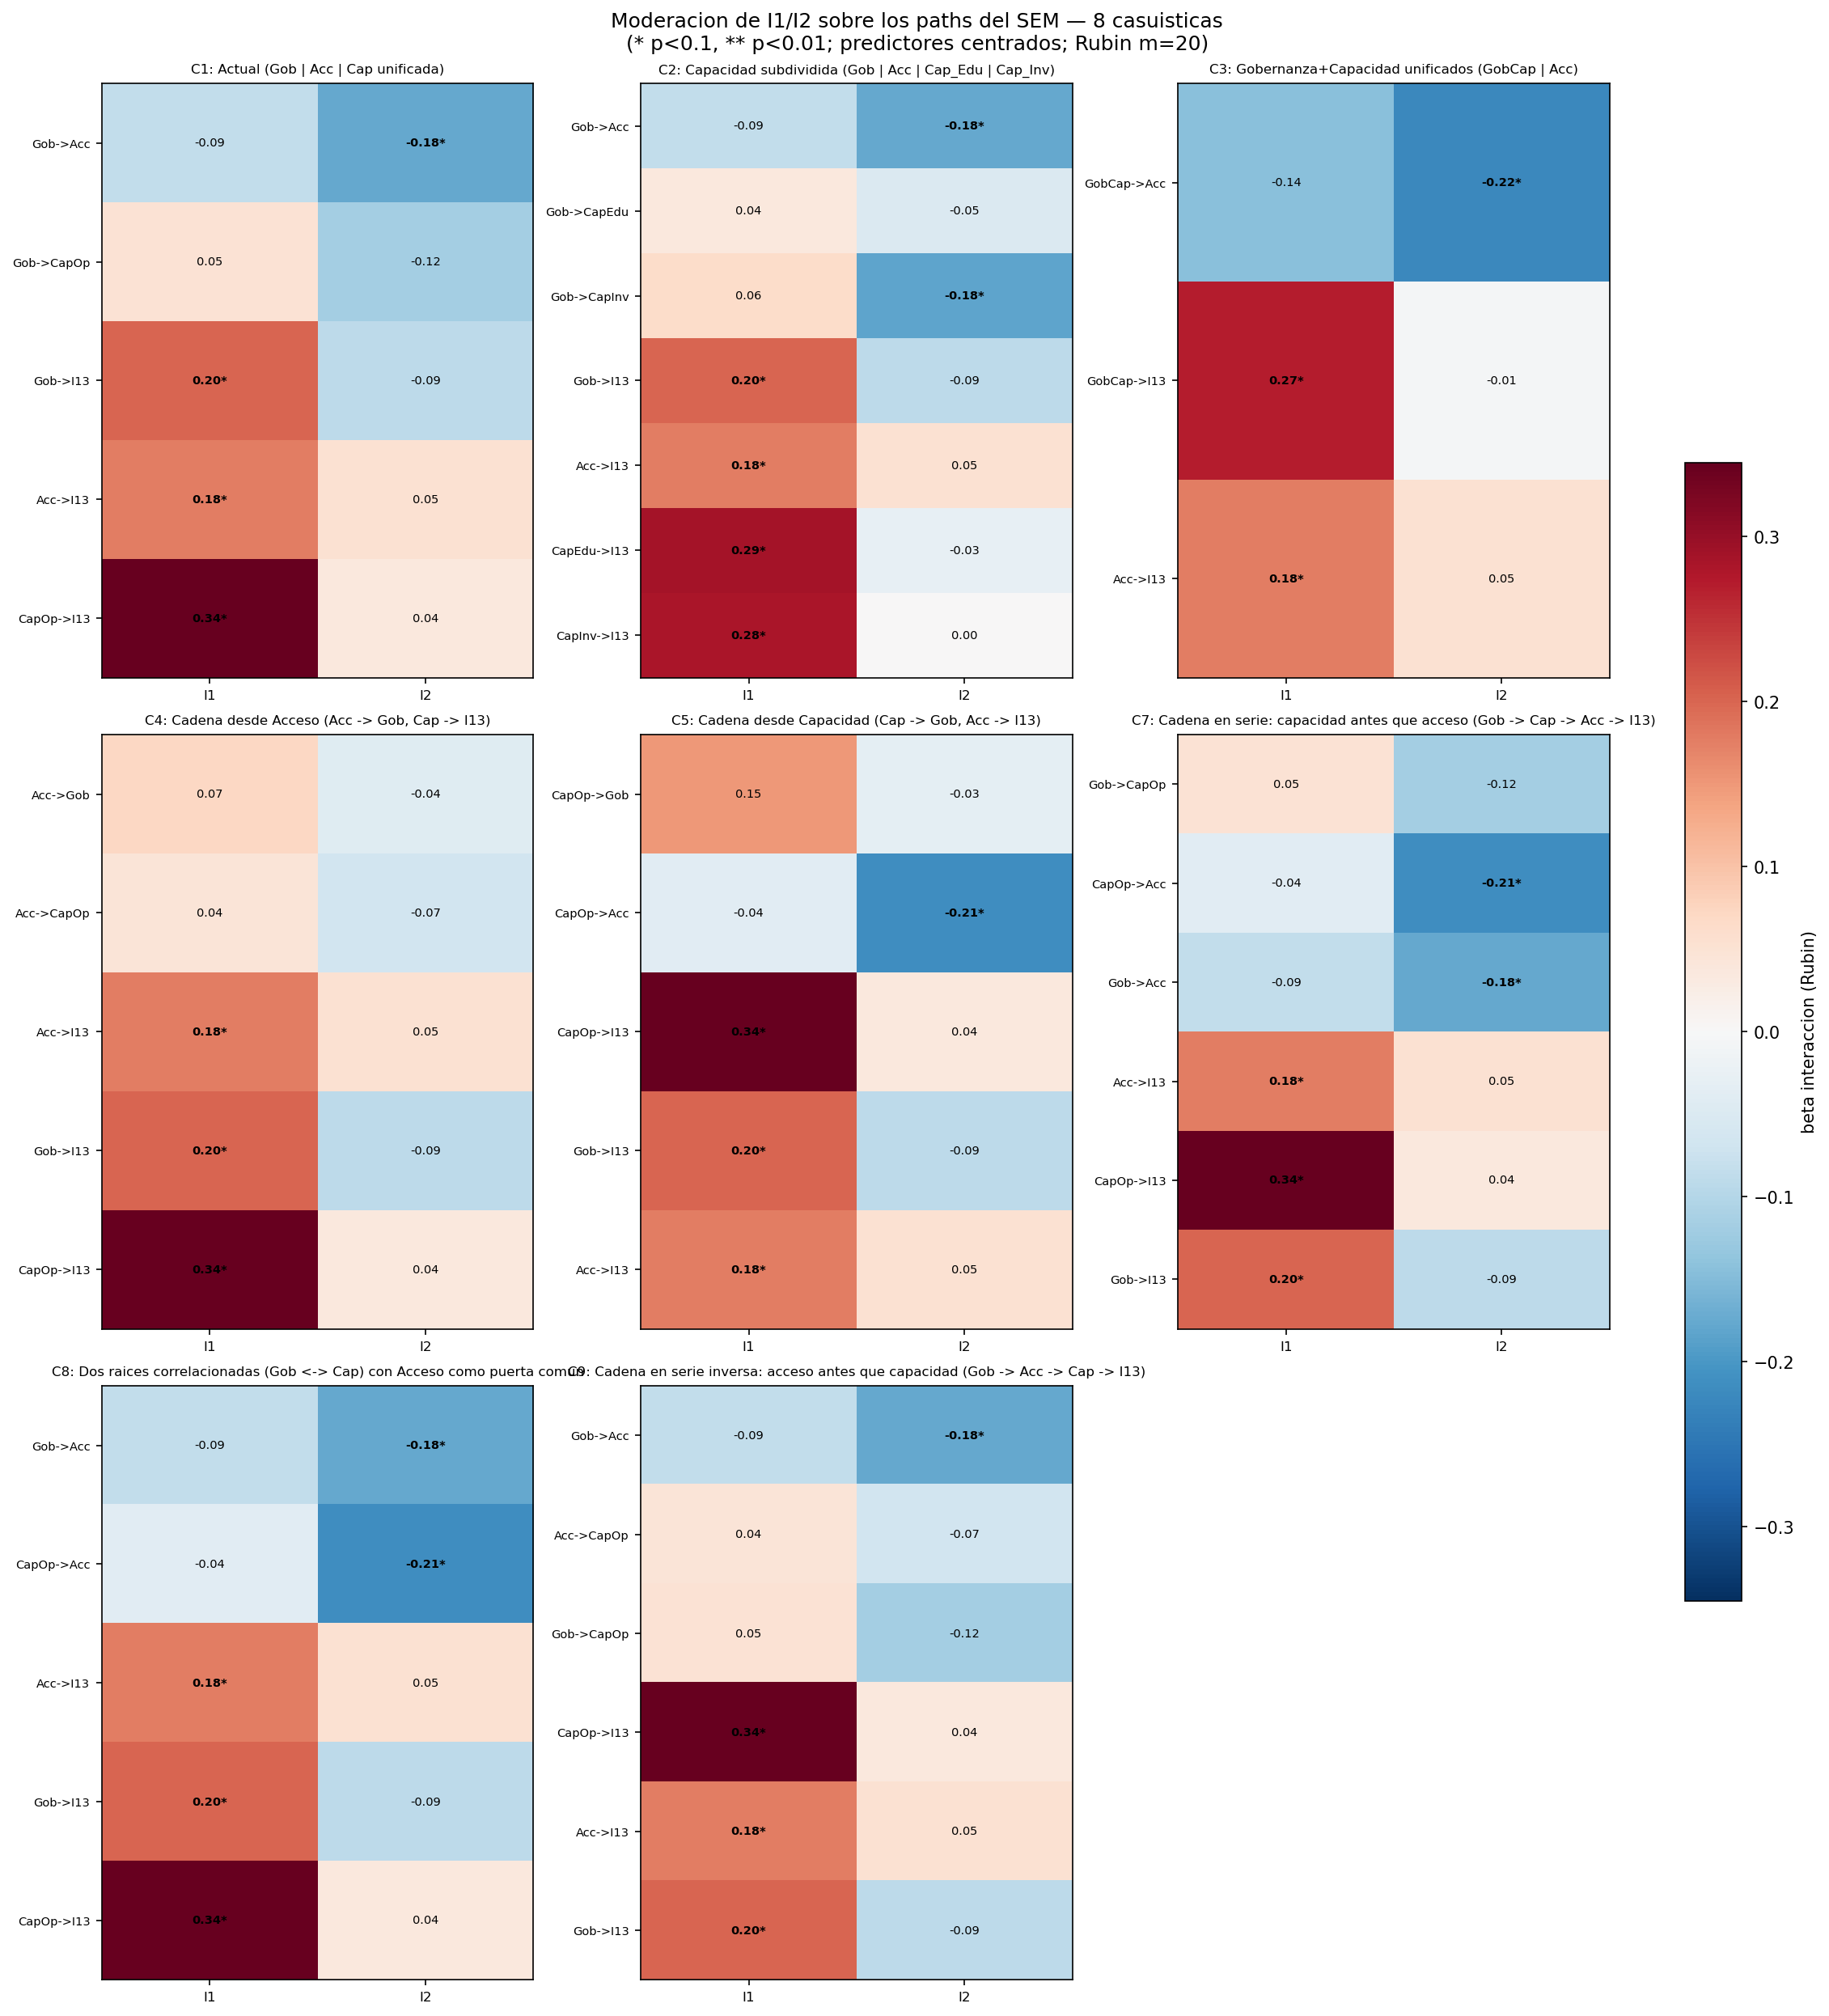 Moderacion de I1/I2 sobre los paths del SEM — 8 casuisticas
(* p<0.1, ** p<0.01; predictores centrados; Rubin m=20)
C1: Actual (Gob | Acc | Cap unificada)
Gob->Acc -0.09 -0.18*
Gob->CapOp 0.05 -0.12
Gob->I13 0.20* -0.09
Acc->I13 0.18* 0.05
CapOp->I13 0.34* 0.04
I1 I2
C2: Capacidad subdividida (Gob | Acc | Cap_Edu | Cap_Inv)
Gob->Acc -0.09 -0.18*
Gob->CapEdu 0.04 -0.05
Gob->CapInv 0.06 -0.18*
Gob->I13 0.20* -0.09
Acc->I13 0.18* 0.05
CapEdu->I13 0.29* -0.03
CapInv->I13 0.28* 0.00
I1 I2
C3: Gobernanza+Capacidad unificados (GobCap | Acc)
GobCap->Acc -0.14 -0.22*
GobCap->I13 0.27* -0.01
Acc->I13 0.18* 0.05
I1 I2
C4: Cadena desde Acceso (Acc -> Gob, Cap -> I13)
Acc->Gob 0.07 -0.04
Acc->CapOp 0.04 -0.07
Acc->I13 0.18* 0.05
Gob->I13 0.20* -0.09
CapOp->I13 0.34* 0.04
I1 I2
C5: Cadena desde Capacidad (Cap -> Gob, Acc -> I13)
CapOp->Gob 0.15 -0.03
CapOp->Acc -0.04 -0.21*
CapOp->I13 0.34* 0.04
Gob->I13 0.20* -0.09
Acc->I13 0.18* 0.05
I1 I2
C7: Cadena en serie: capacidad antes que acceso (Gob -> Cap -> Acc -> I13)
Gob->CapOp 0.05 -0.12
CapOp->Acc -0.04 -0.21*
Gob->Acc -0.09 -0.18*
Acc->I13 0.18* 0.05
CapOp->I13 0.34* 0.04
Gob->I13 0.20* -0.09
I1 I2
C8: Dos raices correlacionadas (Gob <-> Cap) con Acceso como puerta comun
Gob->Acc -0.09 -0.18*
CapOp->Acc -0.04 -0.21*
Acc->I13 0.18* 0.05
Gob->I13 0.20* -0.09
CapOp->I13 0.34* 0.04
I1 I2
C9: Cadena en serie inversa: acceso antes que capacidad (Gob -> Acc -> Cap -> I13)
Gob->Acc -0.09 -0.18*
Acc->CapOp 0.04 -0.07
Gob->CapOp 0.05 -0.12
CapOp->I13 0.34* 0.04
Acc->I13 0.18* 0.05
Gob->I13 0.20* -0.09
I1 I2
0.3
0.2
0.1
0.0
−0.1
−0.2
−0.3
beta interaccion (Rubin)